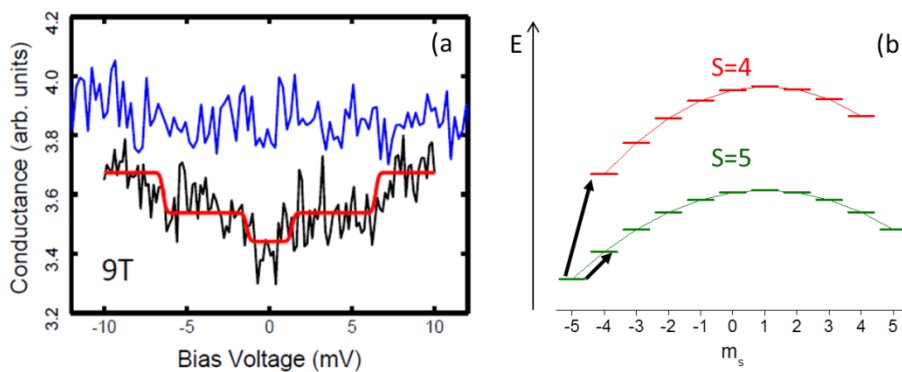 (a
Conductance (arb. units)
4.2
4.0
3.8
3.6
3.4
3.2
9T
-10 -5 0 5 10
Bias Voltage (mV)
E
(b
S=4
S=5
-5 -4 -3 -2 -1 0 1 2 3 4 5
m_s